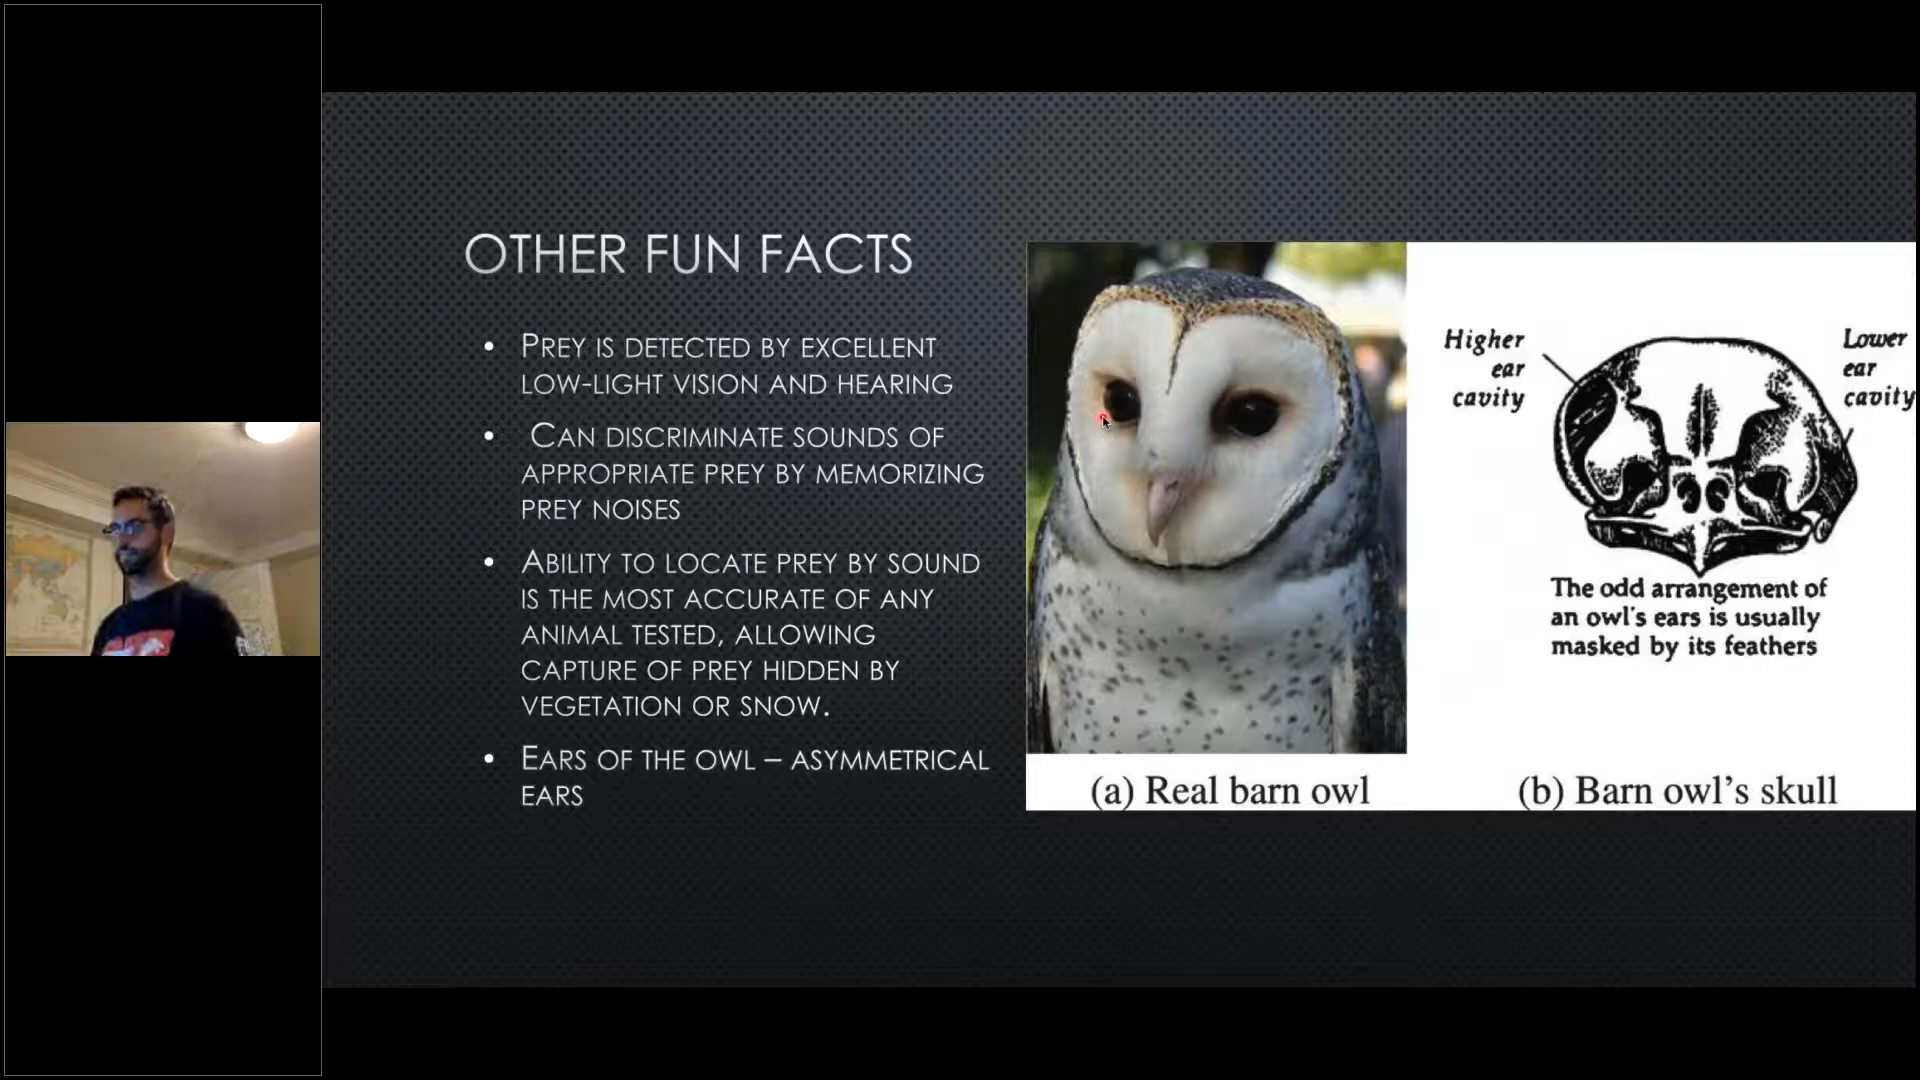 OTHER FUN FACTS
• PREY IS DETECTED BY EXCELLENT
LOW-LIGHT VISION AND HEARING
• CAN DISCRIMINATE SOUNDS OF
APPROPRIATE PREY BY MEMORIZING
PREY NOISES
• ABILITY TO LOCATE PREY BY SOUND
IS THE MOST ACCURATE OF ANY
ANIMAL TESTED, ALLOWING
CAPTURE OF PREY HIDDEN BY
VEGETATION OR SNOW.
• EARS OF THE OWL – ASYMMETRICAL
EARS
Higher
ear
cavity
Lower
ear
cavity
The odd arrangement of
an owl's ears is usually
masked by its feathers
(a) Real barn owl
(b) Barn owl's skull